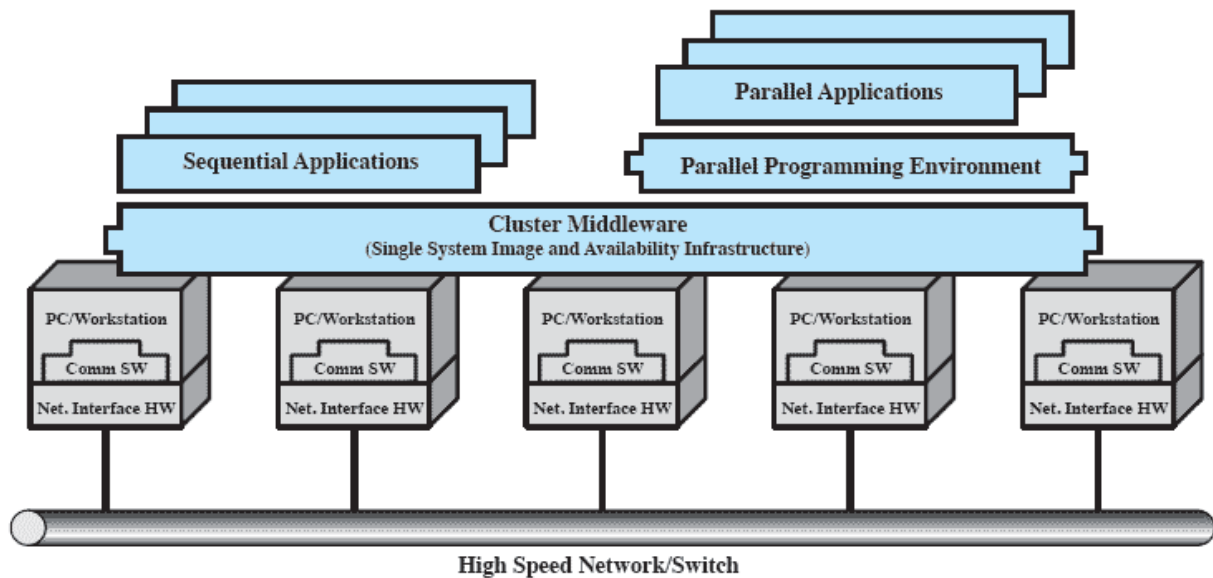 Parallel Applications
Sequential Applications
Parallel Programming Environment
Cluster Middleware
(Single System Image and Availability Infrastructure)
PC/Workstation
Comm SW
Net. Interface HW
PC/Workstation
Comm SW
Net. Interface HW
PC/Workstation
Comm SW
Net. Interface HW
PC/Workstation
Comm SW
Net. Interface HW
PC/Workstation
Comm SW
Net. Interface HW
High Speed Network/Switch